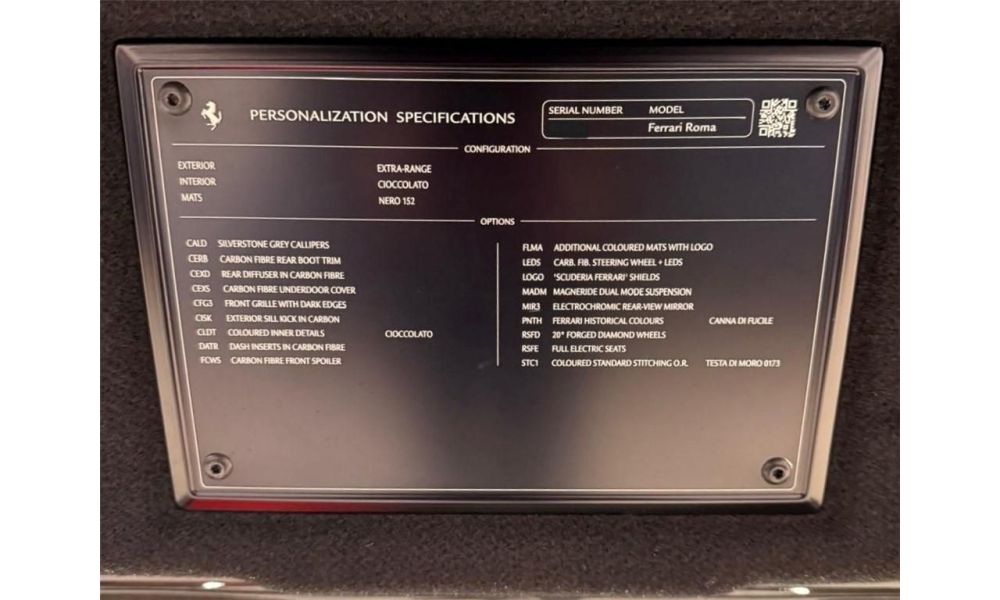 PERSONALIZATION SPECIFICATIONS
SERIAL NUMBER MODEL
Ferrari Roma
CONFIGURATION
EXTERIOR EXTRA-RANGE
INTERIOR CIOCCOLATO
MATS NERO 152
OPTIONS
CALD SILVERSTONE GREY CALLIPERS
CERB CARBON FIBRE REAR BOOT TRIM
CEXD REAR DIFFUSER IN CARBON FIBRE
CEXS CARBON FIBRE UNDERDOOR COVER
CFG3 FRONT GRILLE WITH DARK EDGES
CISK EXTERIOR SILL KICK IN CARBON
CLDT COLOURED INNER DETAILS CIOCCOLATO
DATR DASH INSERTS IN CARBON FIBRE
FCWS CARBON FIBRE FRONT SPOILER
FLMA ADDITIONAL COLOURED MATS WITH LOGO
LEDS CARB. FIB. STEERING WHEEL + LEDS
LOGO 'SCUDERIA FERRARI' SHIELDS
MADM MAGNERIDE DUAL MODE SUSPENSION
MIR3 ELECTROCHROMIC REAR-VIEW MIRROR
PNTH FERRARI HISTORICAL COLOURS CANNA DI FUCILE
RSFD 20" FORGED DIAMOND WHEELS
RSFE FULL ELECTRIC SEATS
STC1 COLOURED STANDARD STITCHING O.R. TESTA DI MORO 0173